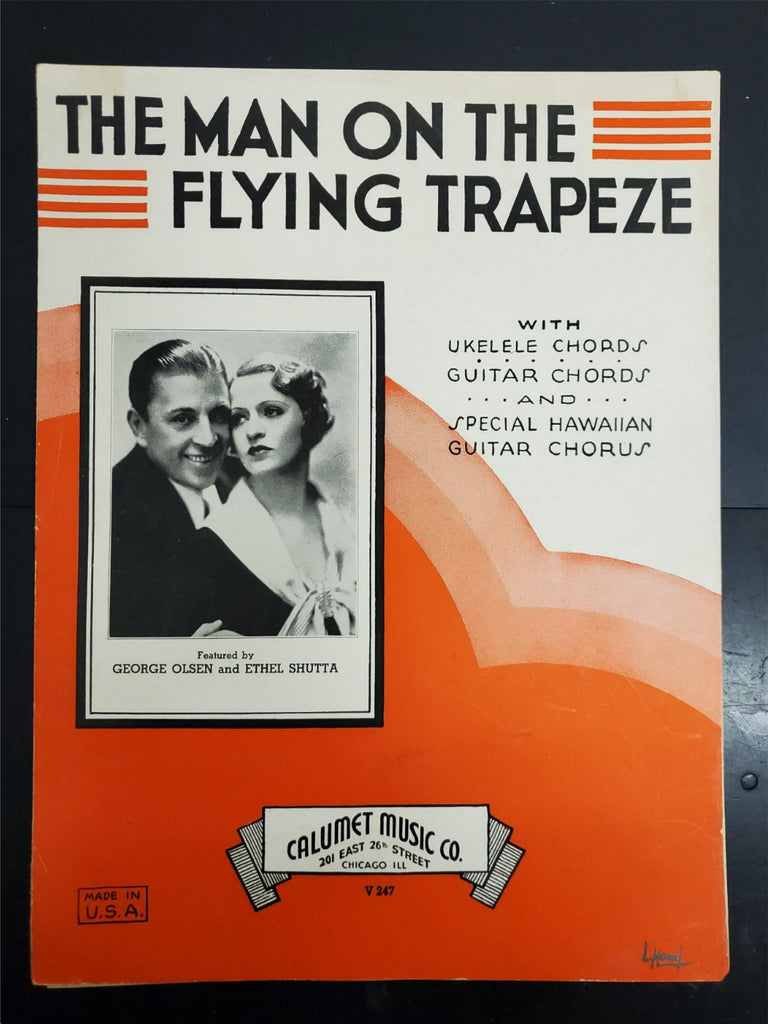 THE MAN ON THE
FLYING TRAPEZE
WITH
UKELELE CHORDS
. . . . . .
GUITAR CHORDS
···AND···
SPECIAL HAWAIIAN
GUITAR CHORUS
Featured by
GEORGE OLSEN and ETHEL SHUTTA
CALUMET MUSIC CO.
201 EAST 26th STREET
CHICAGO ILL
V 247
MADE IN
U.S.A.